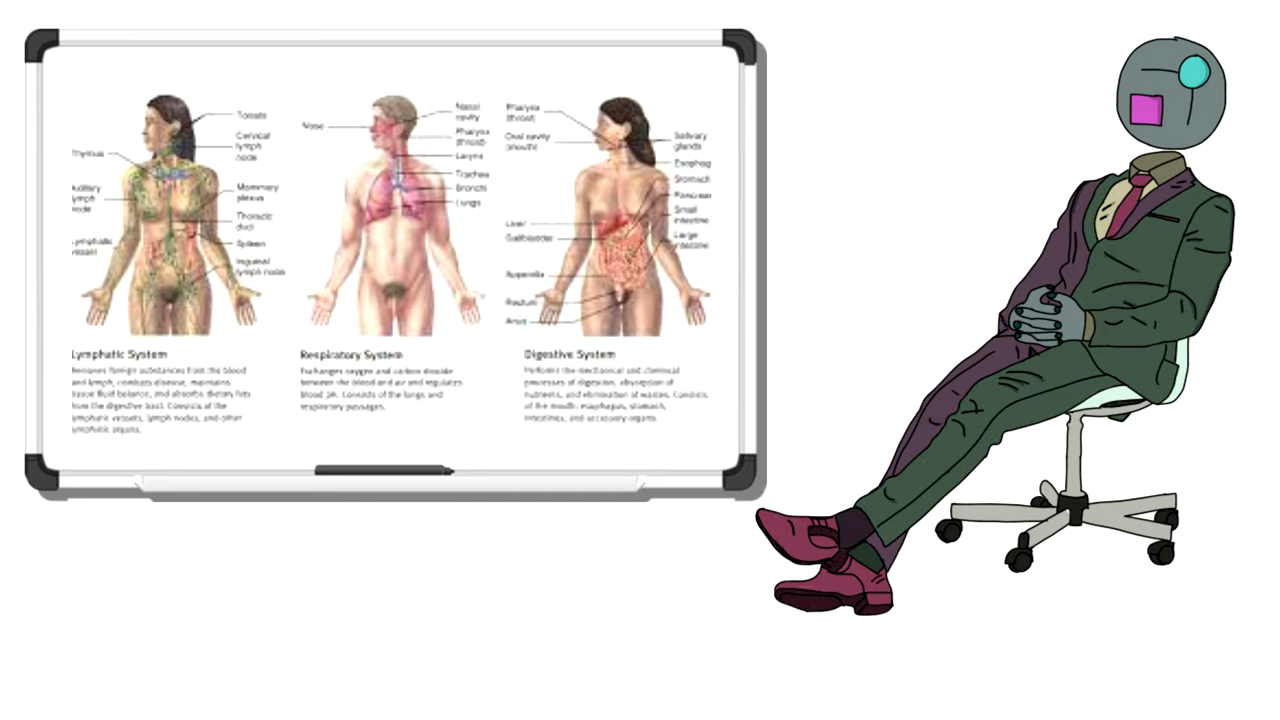 Tonsils
Cervical
lymph
node
Thymus
Axillary
lymph
node
Mammary
plexus
Thoracic
duct
Lymphatic
vessel
Spleen
Inguinal
lymph node
Lymphatic System
Removes foreign substances from the blood
and lymph, combats disease, maintains
tissue fluid balance, and absorbs dietary fats
from the digestive tract. Consists of the
lymphatic vessels, lymph nodes, and other
lymphatic organs.
Nasal
cavity
Nose
Pharynx
(throat)
Larynx
Trachea
Bronchi
Lungs
Respiratory System
Exchanges oxygen and carbon dioxide
between the blood and air and regulates
blood pH. Consists of the lungs and
respiratory passages.
Pharynx
(throat)
Oral cavity
(mouth)
Salivary
glands
Esophag
Stomach
Pancreas
Small
intestine
Liver
Gallbladder
Large
intestine
Appendix
Rectum
Anus
Digestive System
Performs the mechanical and chemical
processes of digestion, absorption of
nutrients, and elimination of wastes. Consists
of the mouth, esophagus, stomach,
intestines, and accessory organs.